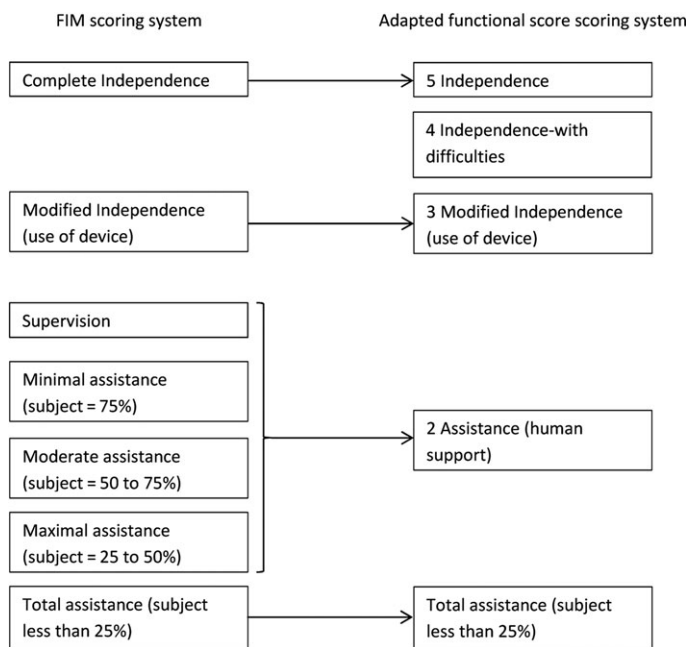 FIM scoring system
Adapted functional score scoring system
Complete Independence
5 Independence
4 Independence-with
difficulties
Modified Independence
(use of device)
3 Modified Independence
(use of device)
Supervision
Minimal assistance
(subject = 75%)
Moderate assistance
(subject = 50 to 75%)
Maximal assistance
(subject = 25 to 50%)
2 Assistance (human
support)
Total assistance (subject
less than 25%)
Total assistance (subject
less than 25%)